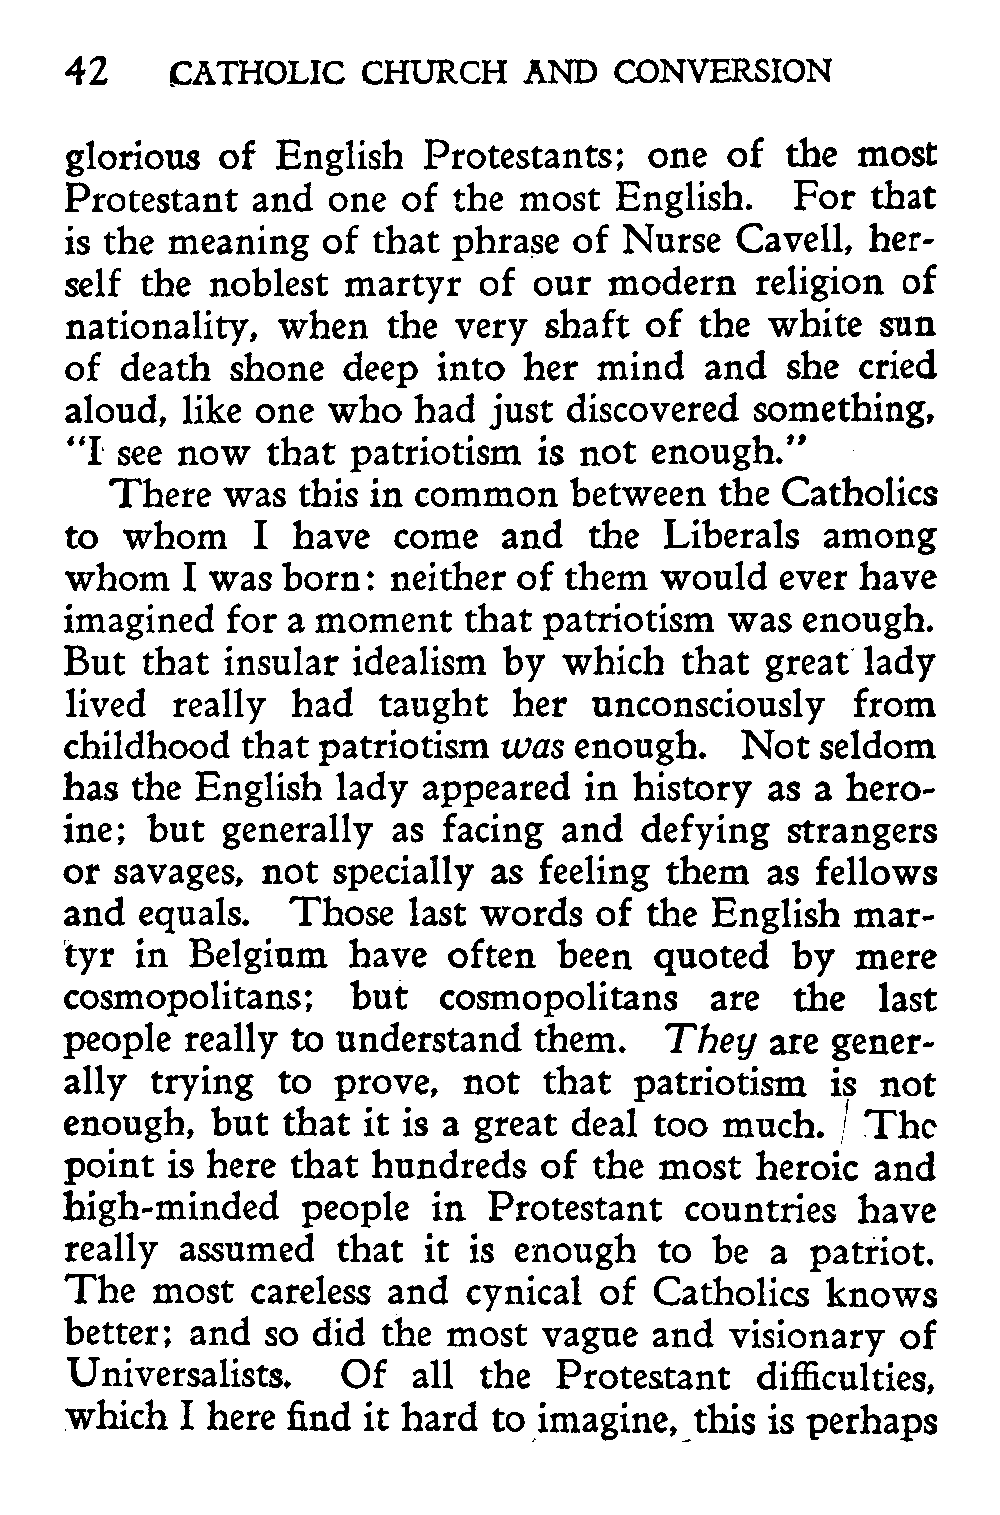 42 CATHOLIC CHURCH AND CONVERSION
glorious of English Protestants; one of the most
Protestant and one of the most English. For that
is the meaning of that phrase of Nurse Cavell, her-
self the noblest martyr of our modern religion of
nationality, when the very shaft of the white sun
of death shone deep into her mind and she cried
aloud, like one who had just discovered something,
"I see now that patriotism is not enough."
There was this in common between the Catholics
to whom I have come and the Liberals among
whom I was born: neither of them would ever have
imagined for a moment that patriotism was enough.
But that insular idealism by which that great lady
lived really had taught her unconsciously from
childhood that patriotism was enough. Not seldom
has the English lady appeared in history as a hero-
ine; but generally as facing and defying strangers
or savages, not specially as feeling them as fellows
and equals. Those last words of the English mar-
tyr in Belgium have often been quoted by mere
cosmopolitans; but cosmopolitans are the last
people really to understand them. They are gener-
ally trying to prove, not that patriotism is not
enough, but that it is a great deal too much. The
point is here that hundreds of the most heroic and
high-minded people in Protestant countries have
really assumed that it is enough to be a patriot.
The most careless and cynical of Catholics knows
better; and so did the most vague and visionary of
Universalists. Of all the Protestant difficulties,
which I here find it hard to imagine, this is perhaps